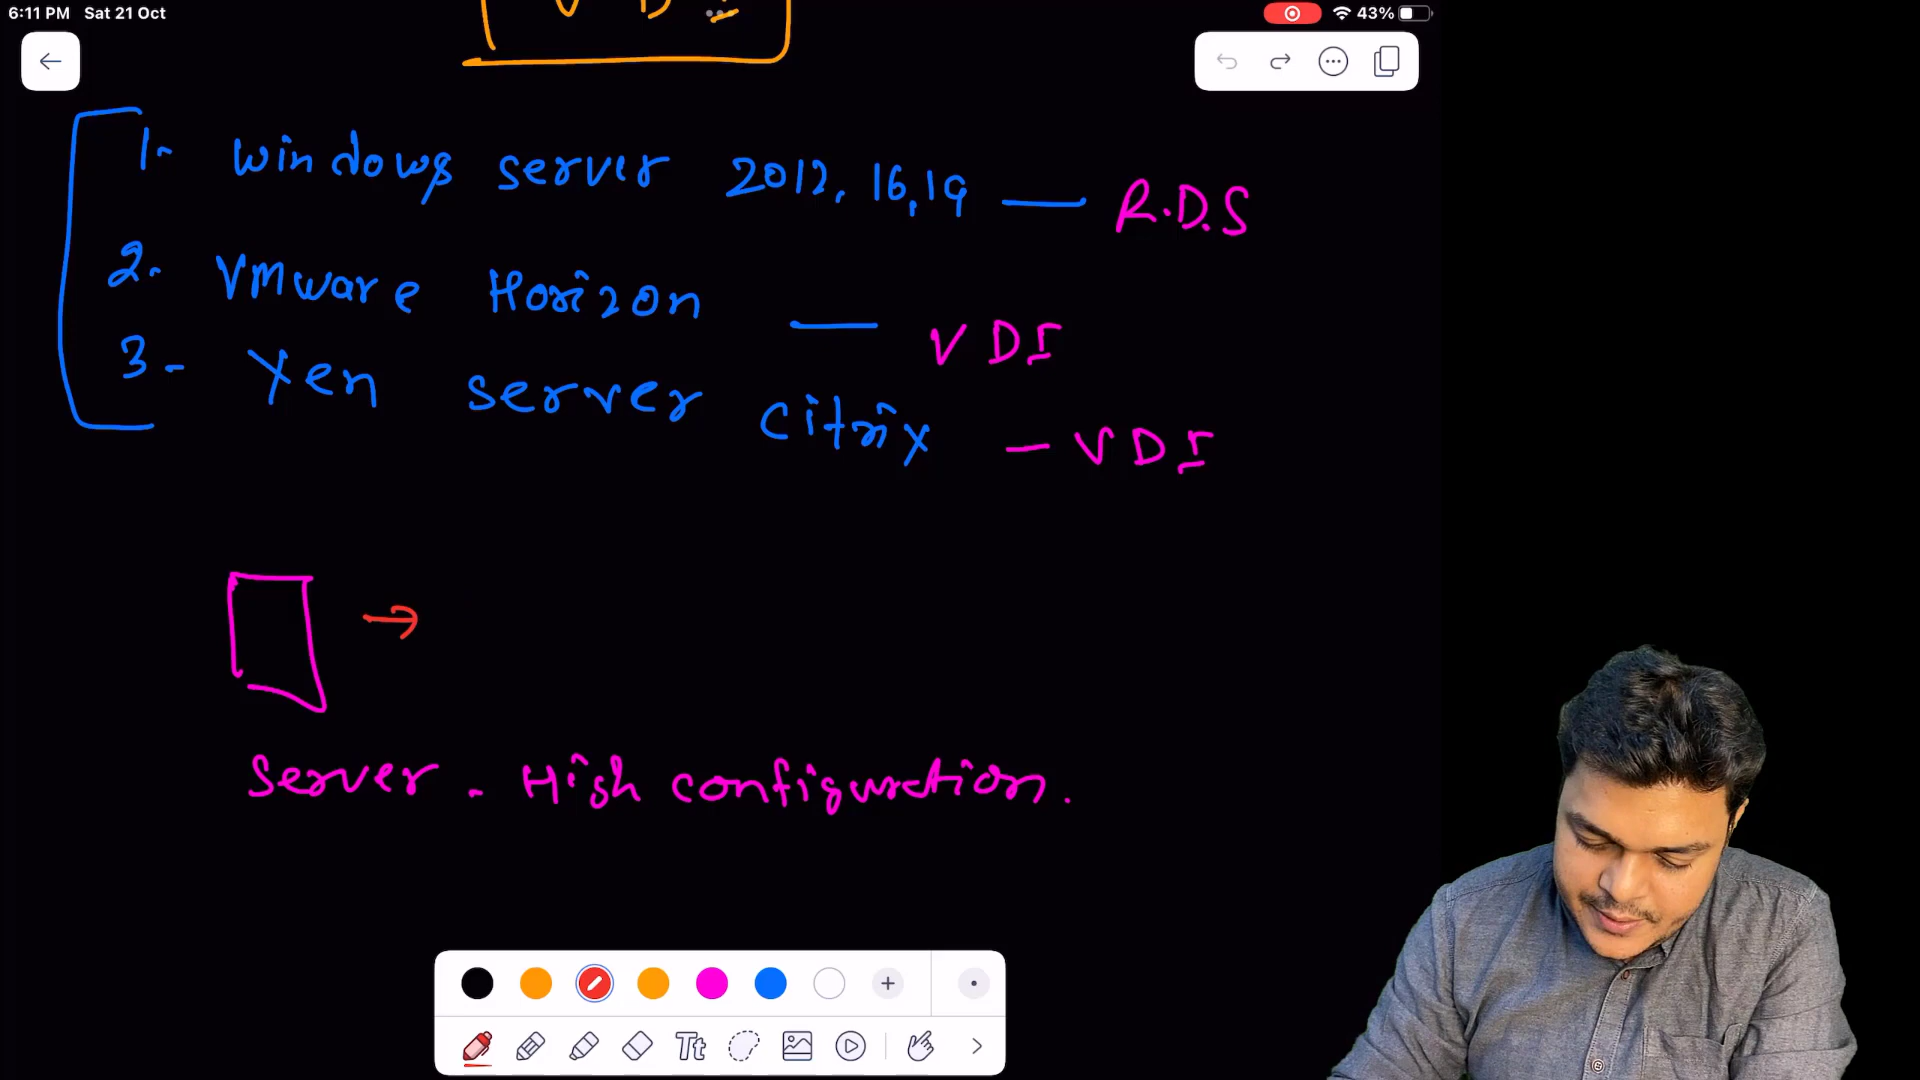 6:11 PM Sat 21 Oct 43%
V D I
1- windows server 2012, 16, 19 — R.D.S
2- VMware Horizon — VDI
3- Xen server citrix - VDI
→
server - High configuration.
Tt